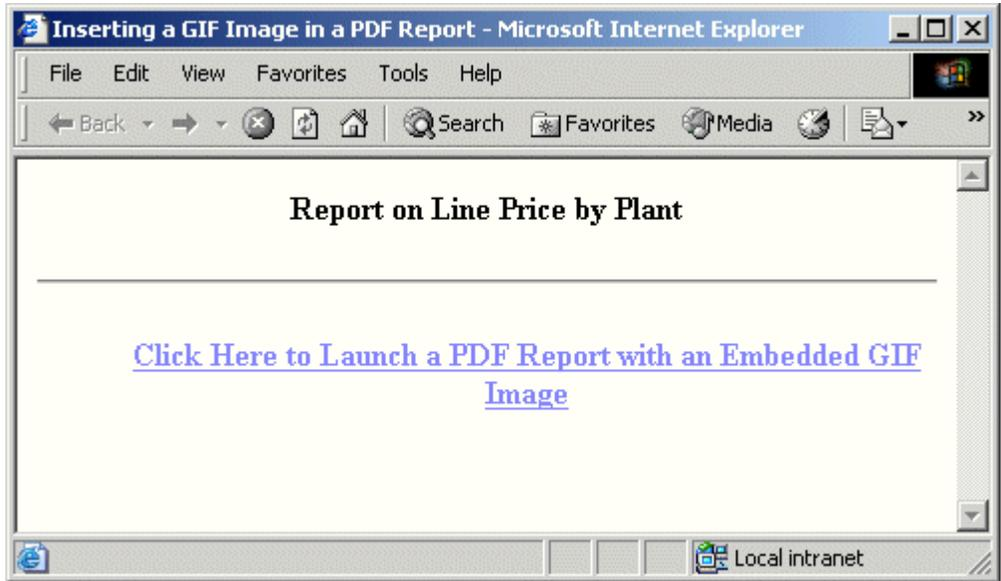 Inserting a GIF Image in a PDF Report - Microsoft Internet Explorer
File Edit View Favorites Tools Help
Back Search Favorites Media »
Report on Line Price by Plant
Click Here to Launch a PDF Report with an Embedded GIF
Image
Local intranet